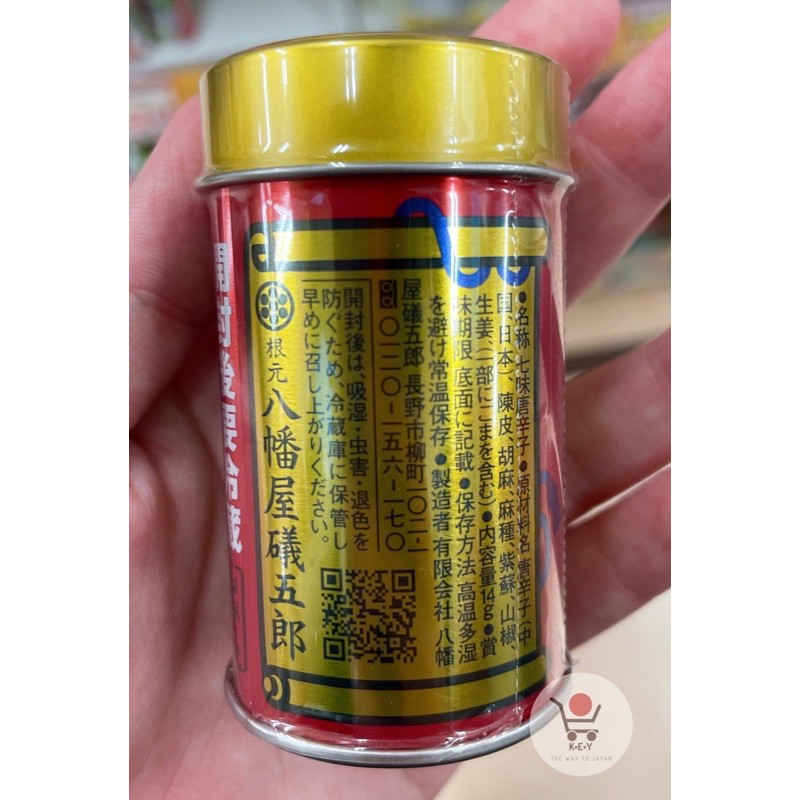 ●名称 七味唐辛子 ●原材料名 唐辛子(中
国、日本)、陳皮、胡麻、麻種、紫蘇、山椒、
生姜、(一部にごまを含む) ●内容量14g ●賞
味期限 底面に記載 ●保存方法 高温多湿
を避け常温保存 ●製造者 有限会社 八幡
屋礒五郎 長野市柳町一〇二-一
〇一二〇-一五六-一七〇
開封後は、吸湿・虫害・退色を
防ぐため、冷蔵庫に保管し
早めに召し上がりください。
根元 八幡屋礒五郎
開封後要冷蔵
K•E•Y
THE WAY TO JAPAN